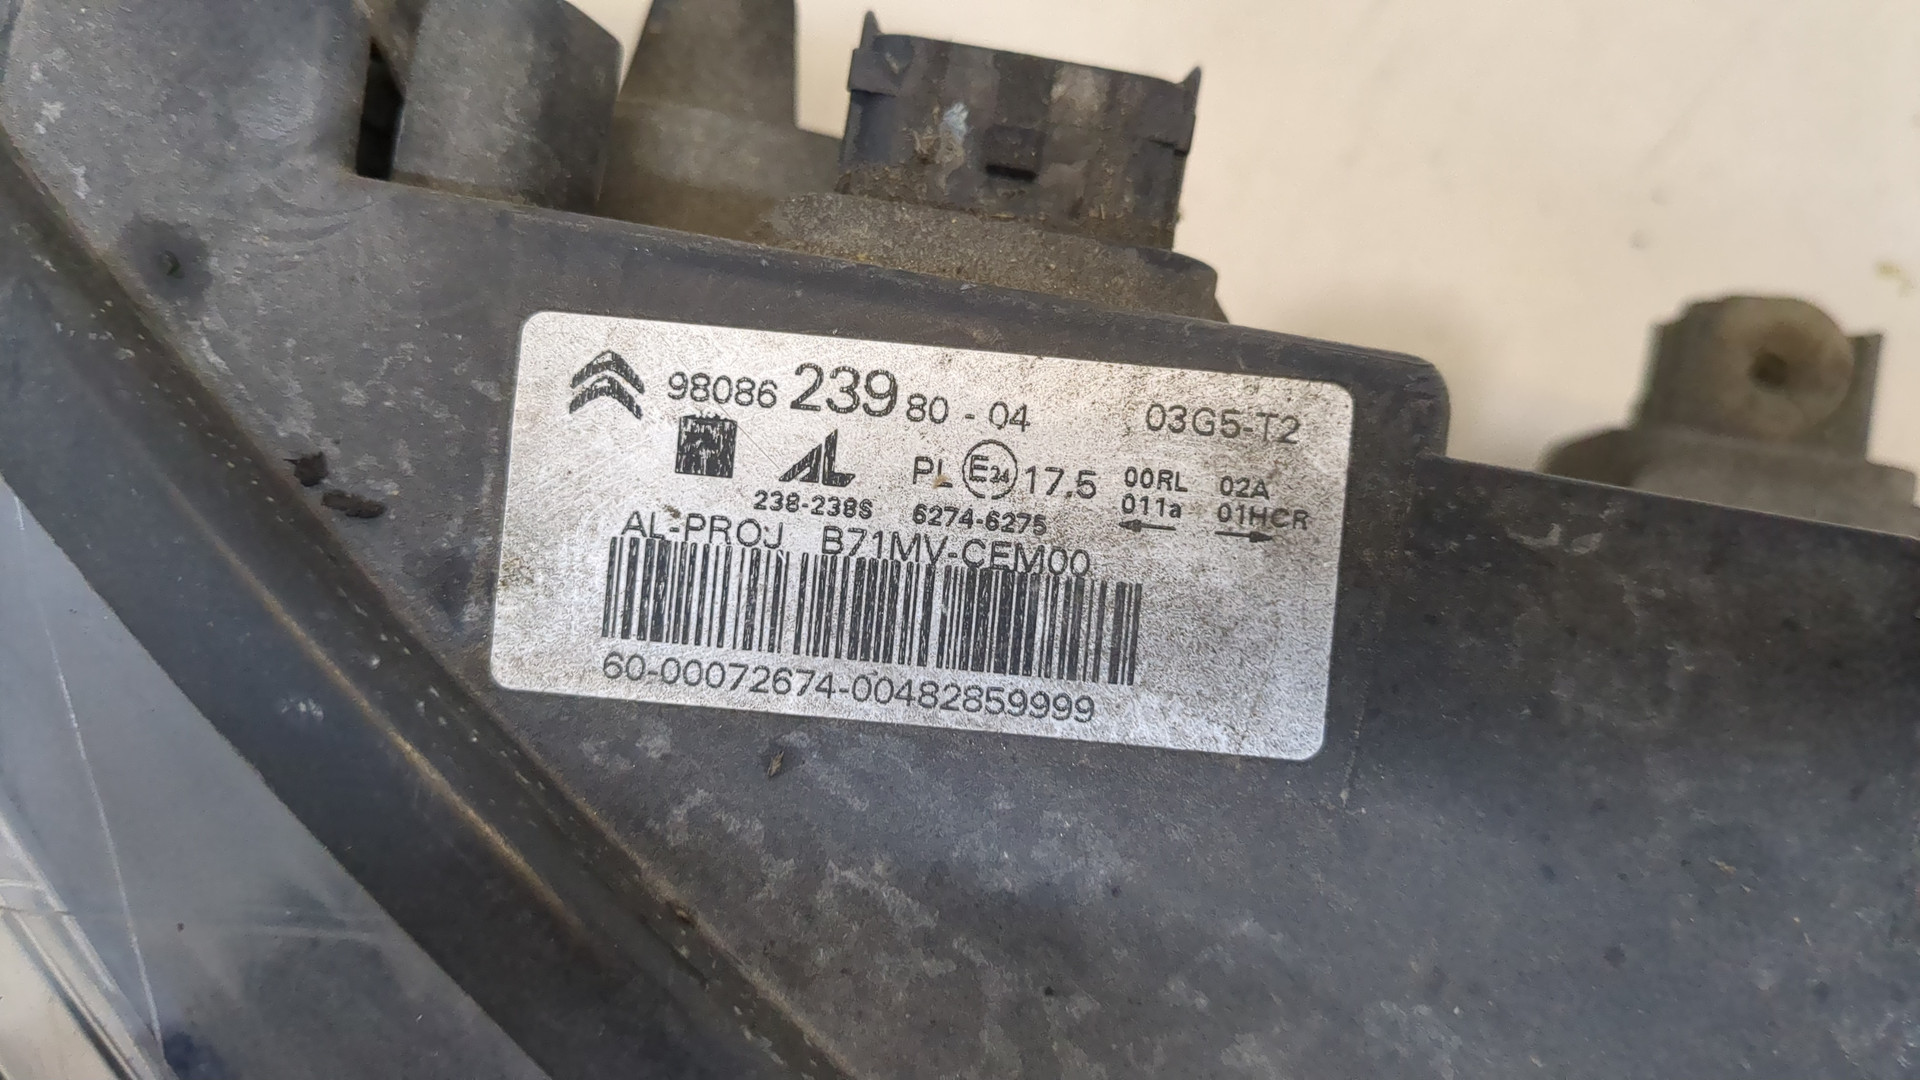 98086 239 80 - 04 03G5-T2
AL PL E24 17,5 00RL 02A
238-238S 6274-6275 011a 01HCR
AL-PROJ B71MV-CEM00
60-00072674-00482859999